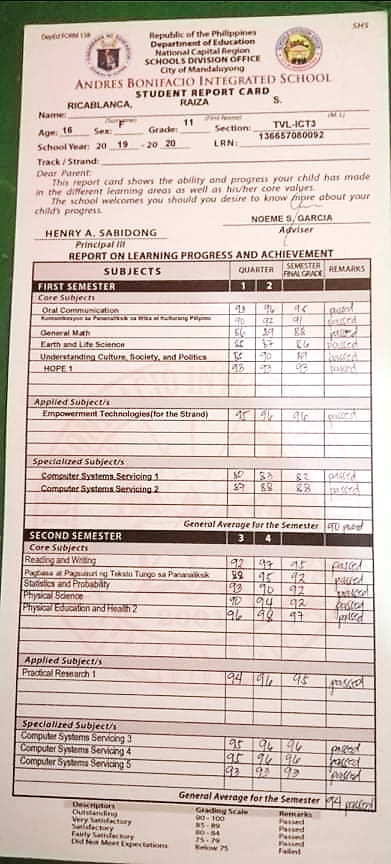 DepEd FORM 138
SHS
Republic of the Philippines
Department of Education
National Capital Region
SCHOOLS DIVISION OFFICE
City of Mandaluyong
ANDRES BONIFACIO INTEGRATED SCHOOL
STUDENT REPORT CARD
RICABLANCA, RAIZA S.
Name: (Surname) (First Name) (M.I.)
Age: 16 Sex: F Grade: 11 Section: TVL-ICT3
School Year: 20 19 - 20 20 LRN: 136657080092
Track / Strand:
Dear Parent:
This report card shows the ability and progress your child has made
in the different learning areas as well as his/her core values.
The school welcomes you should you desire to know more about your
child's progress.
NOEME S. GARCIA
Adviser
HENRY A. SABIDONG
Principal III
REPORT ON LEARNING PROGRESS AND ACHIEVEMENT
SUBJECTS QUARTER SEMESTER FINAL GRADE REMARKS
FIRST SEMESTER 1 2
Core Subjects
Oral Communication 93 96 95 passed
Komunikasyon sa Pananaliksik sa Wika at Kulturang Pilipino 90 92 91 passed
General Math 86 89 88 passed
Earth and Life Science 85 87 86 passed
Understanding Culture, Society, and Politics 85 90 passed
HOPE 1 93 93 93 passed
Applied Subject/s
Empowerment Technologies(for the Strand) 95 96 96 passed
Specialized Subject/s
Computer Systems Servicing 1 80 83 82 passed
Computer Systems Servicing 2 87 88 88 passed
General Average for the Semester 90 passed
SECOND SEMESTER 3 4
Core Subjects
Reading and Writing 92 97 95 passed
Pagbasa at Pagsusuri ng Teksto Tungo sa Pananaliksik 88 95 92 passed
Statistics and Probability 93 90 92 passed
Physical Science 90 94 92 passed
Physical Education and Health 2 96 98 97 passed
Applied Subject/s
Practical Research 1 94 96 95 passed
Specialized Subject/s
Computer Systems Servicing 3 95 96 96 passed
Computer Systems Servicing 4 95 96 96 passed
Computer Systems Servicing 5 93 93 93 passed
General Average for the Semester 94 passed
Descriptors Grading Scale Remarks
Outstanding 90 - 100 Passed
Very Satisfactory 85 - 89 Passed
Satisfactory 80 - 84 Passed
Fairly Satisfactory 75 - 79 Passed
Did Not Meet Expectations Below 75 Failed